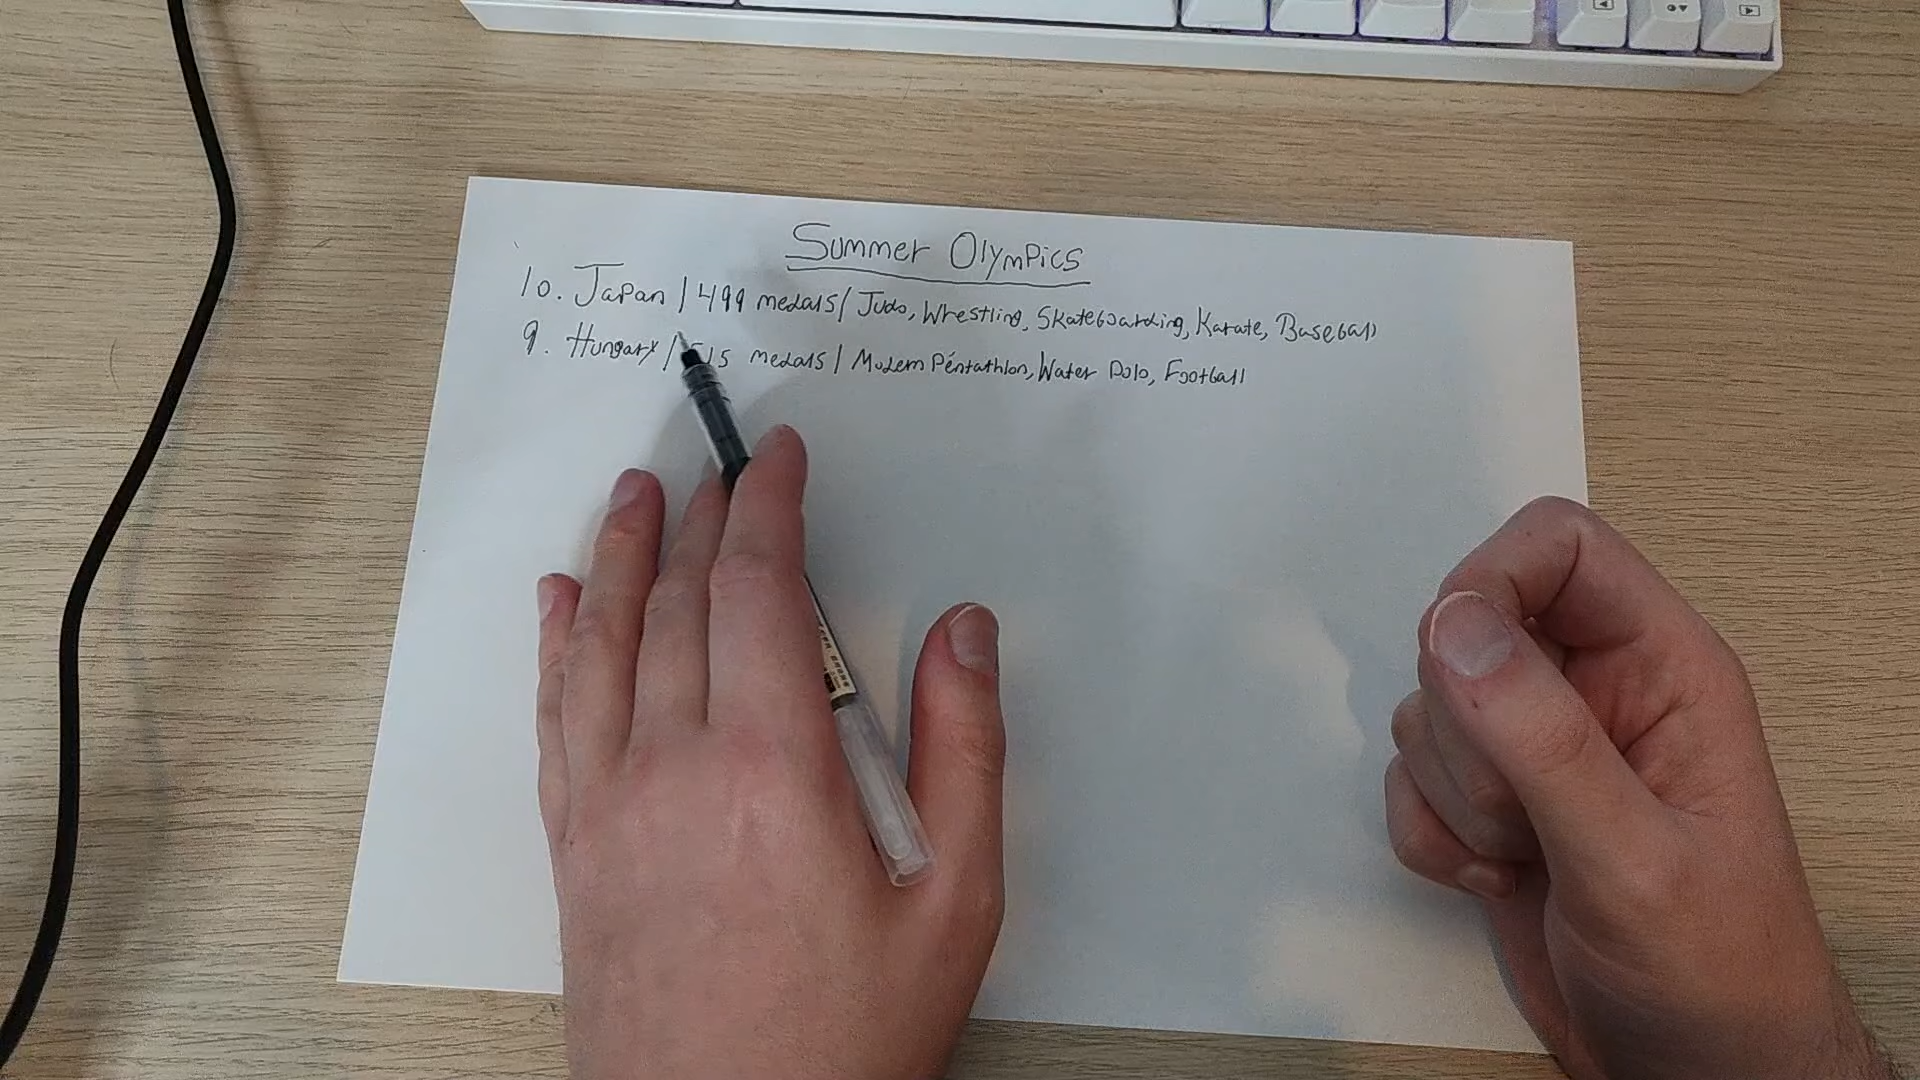 Summer Olympics
10. Japan | 499 medals / Judo, Wrestling, Skateboarding, Karate, Baseball
9. Hungary / 515 medals / Modern Pentathlon, Water Polo, Football